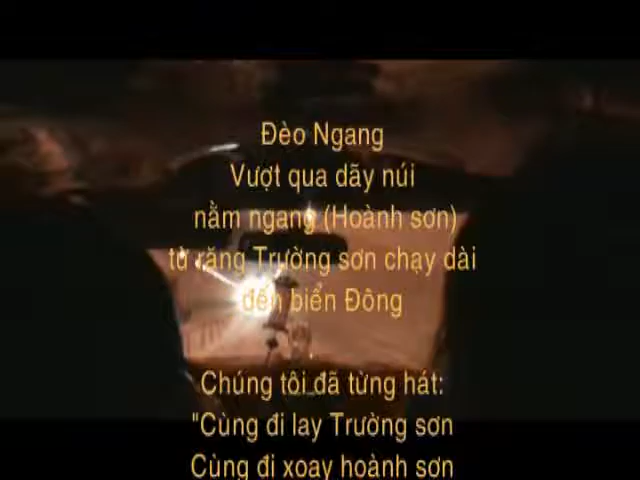 Đèo Ngang
Vượt qua dãy núi
nằm ngang (Hoành sơn)
từ răng Trường sơn chạy dài
đến biển Đông
Chúng tôi đã từng hát:
"Cùng đi lay Trường sơn
Cùng đi xoay hoành sơn